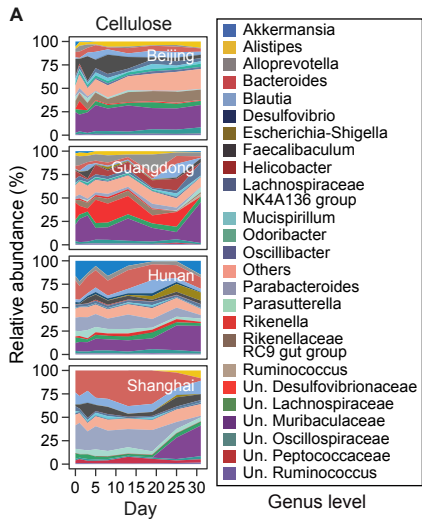 A
Cellulose
Relative abundance (%)
100
75
50
25
0
Beijing
100
75
50
25
0
Guangdong
100
75
50
25
0
Hunan
100
75
50
25
0
Shanghai
0 5 10 15 20 25 30
Day
Akkermansia
Alistipes
Alloprevotella
Bacteroides
Blautia
Desulfovibrio
Escherichia-Shigella
Faecalibaculum
Helicobacter
Lachnospiraceae
NK4A136 group
Mucispirillum
Odoribacter
Oscillibacter
Others
Parabacteroides
Parasutterella
Rikenella
Rikenellaceae
RC9 gut group
Ruminococcus
Un. Desulfovibrionaceae
Un. Lachnospiraceae
Un. Muribaculaceae
Un. Oscillospiraceae
Un. Peptococcaceae
Un. Ruminococcus
Genus level